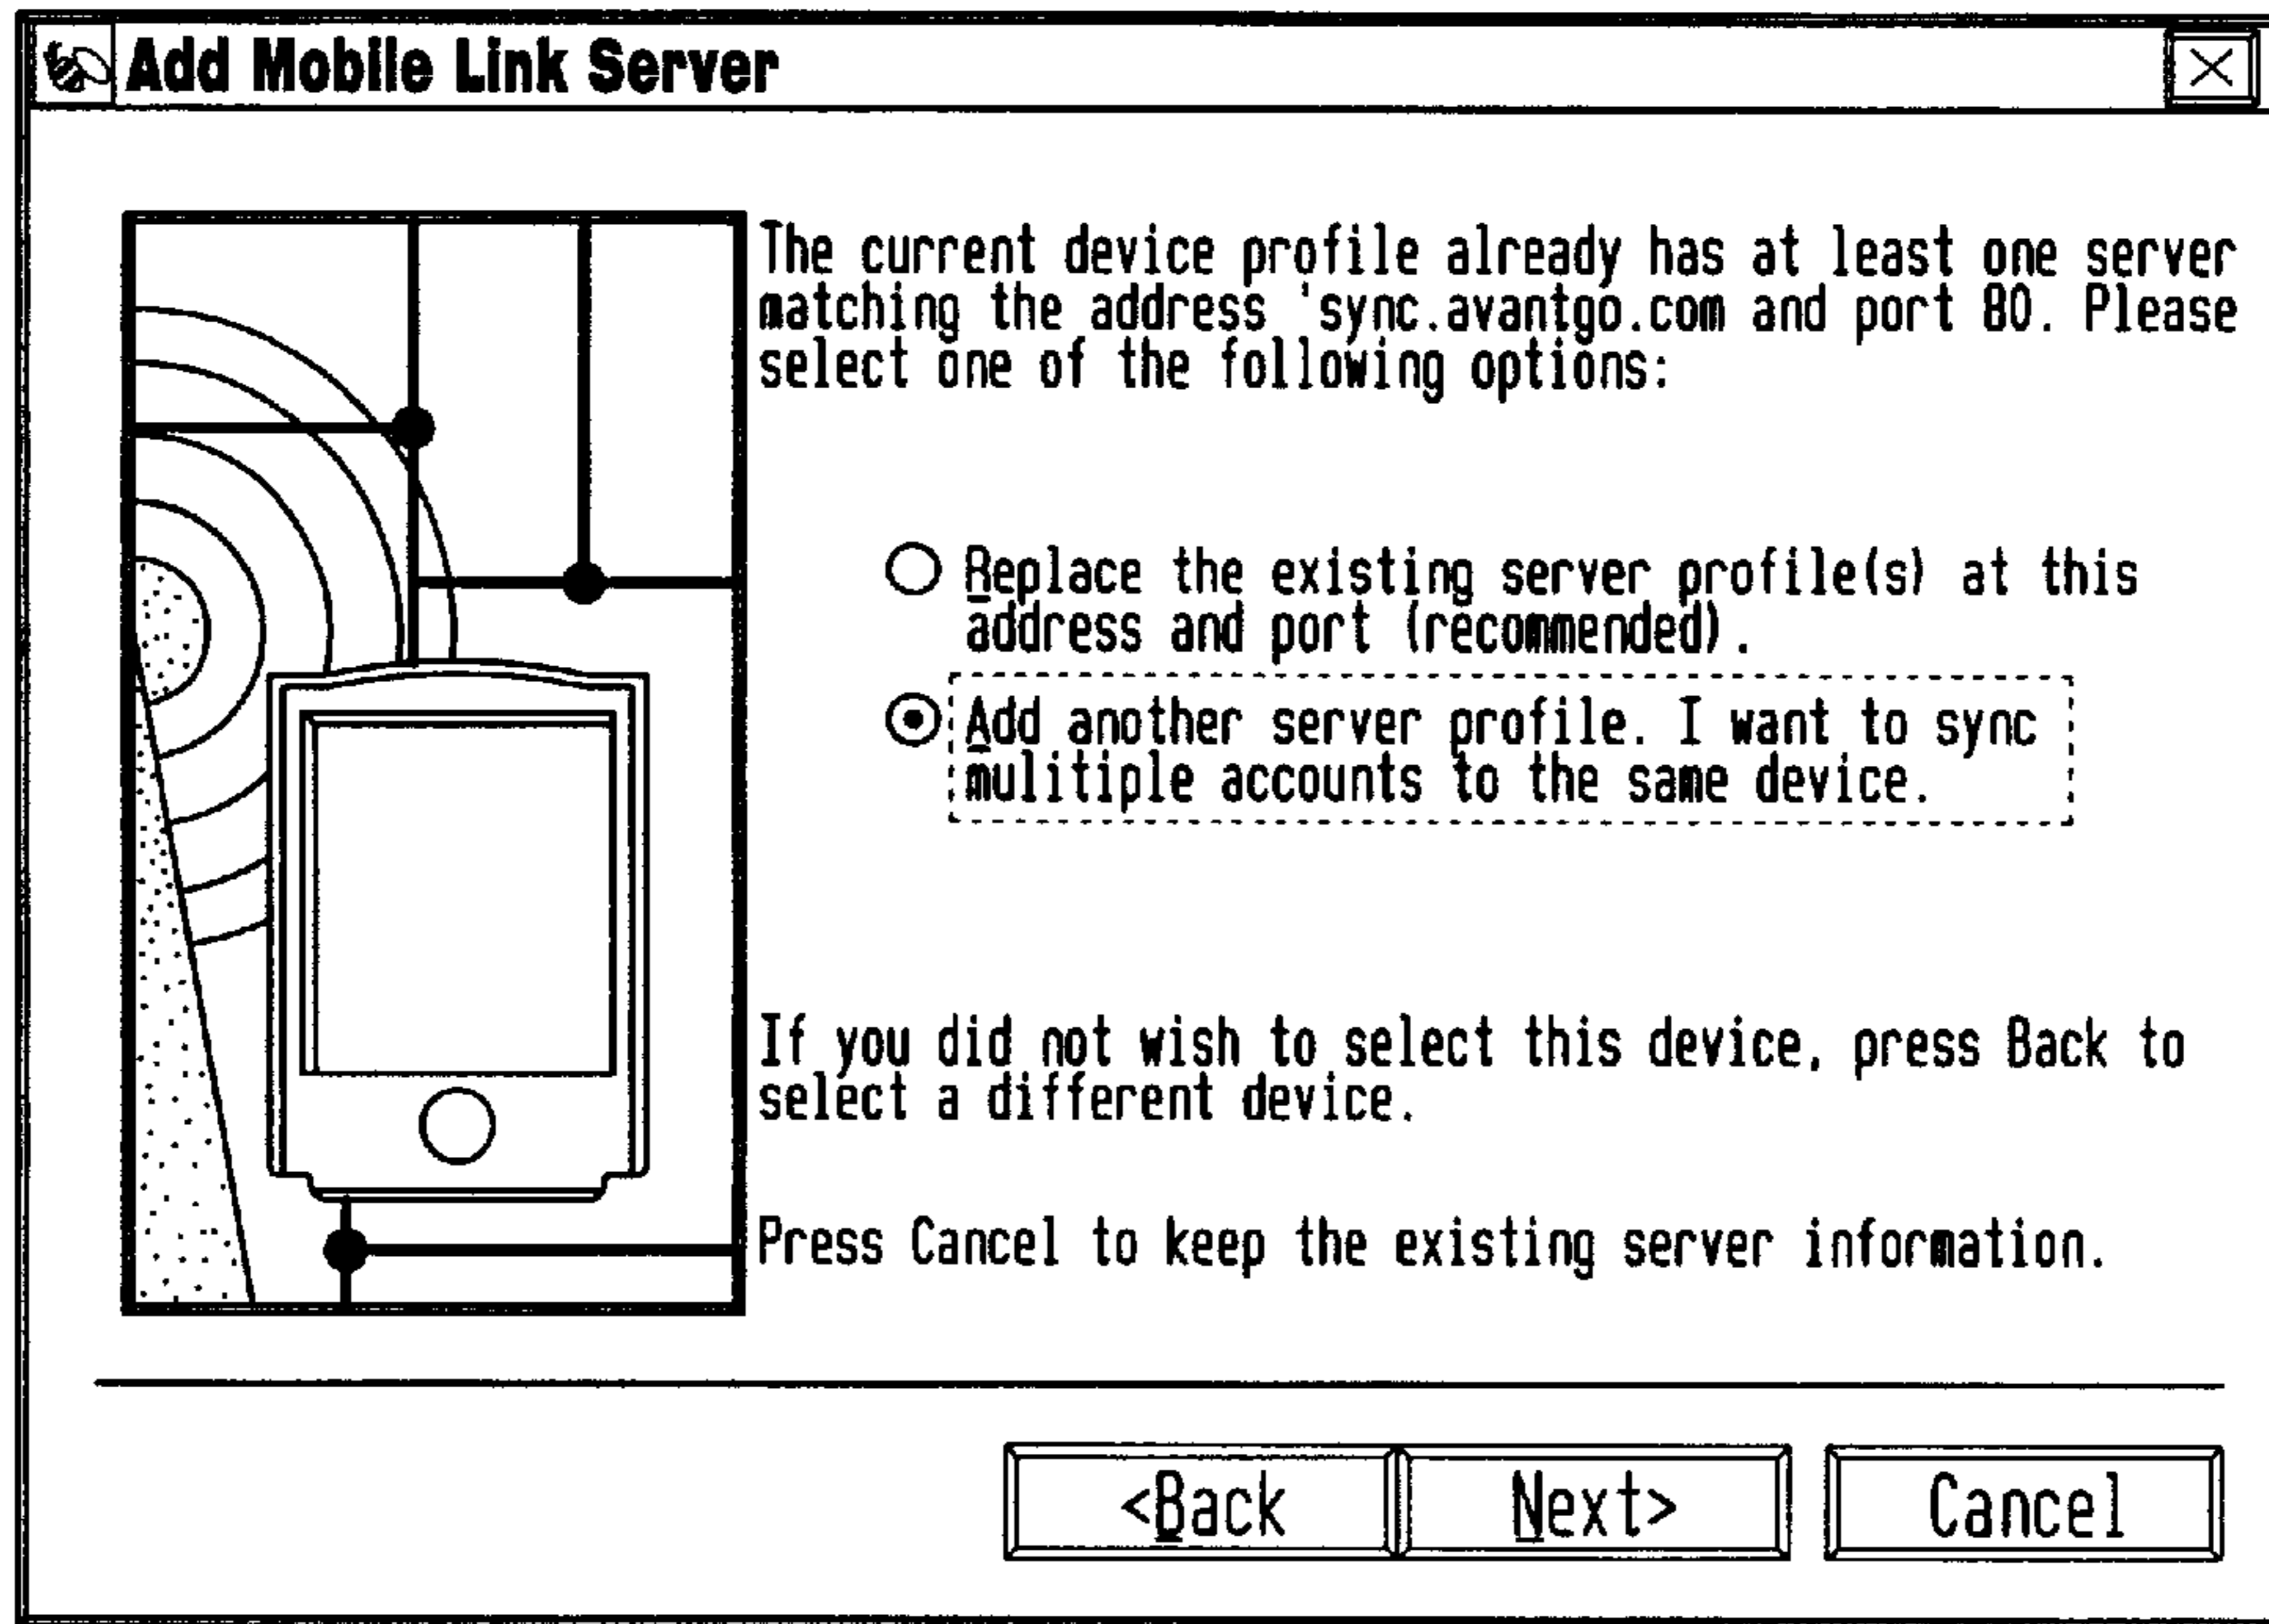 Add Mobile Link Server
The current device profile already has at least one server
matching the address 'sync.avantgo.com and port 80. Please
select one of the following options:
Replace the existing server profile(s) at this
address and port (recommended).
Add another server profile. I want to sync
mulitiple accounts to the same device.
If you did not wish to select this device, press Back to
select a different device.
Press Cancel to keep the existing server information.
<Back Next> Cancel